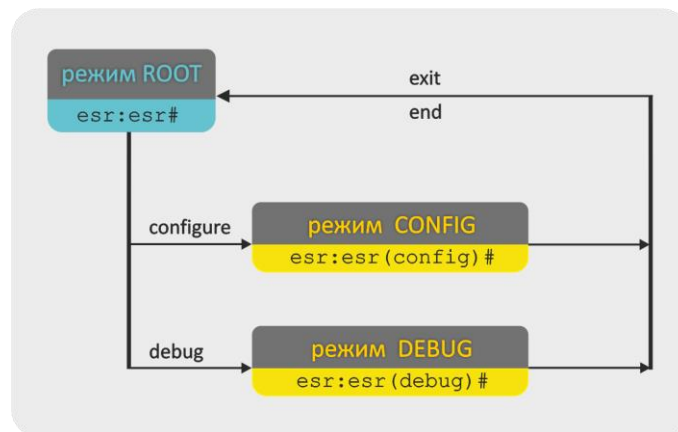 режим ROOT
esr:esr#
exit
end
configure
режим CONFIG
esr:esr(config)#
debug
режим DEBUG
esr:esr(debug)#